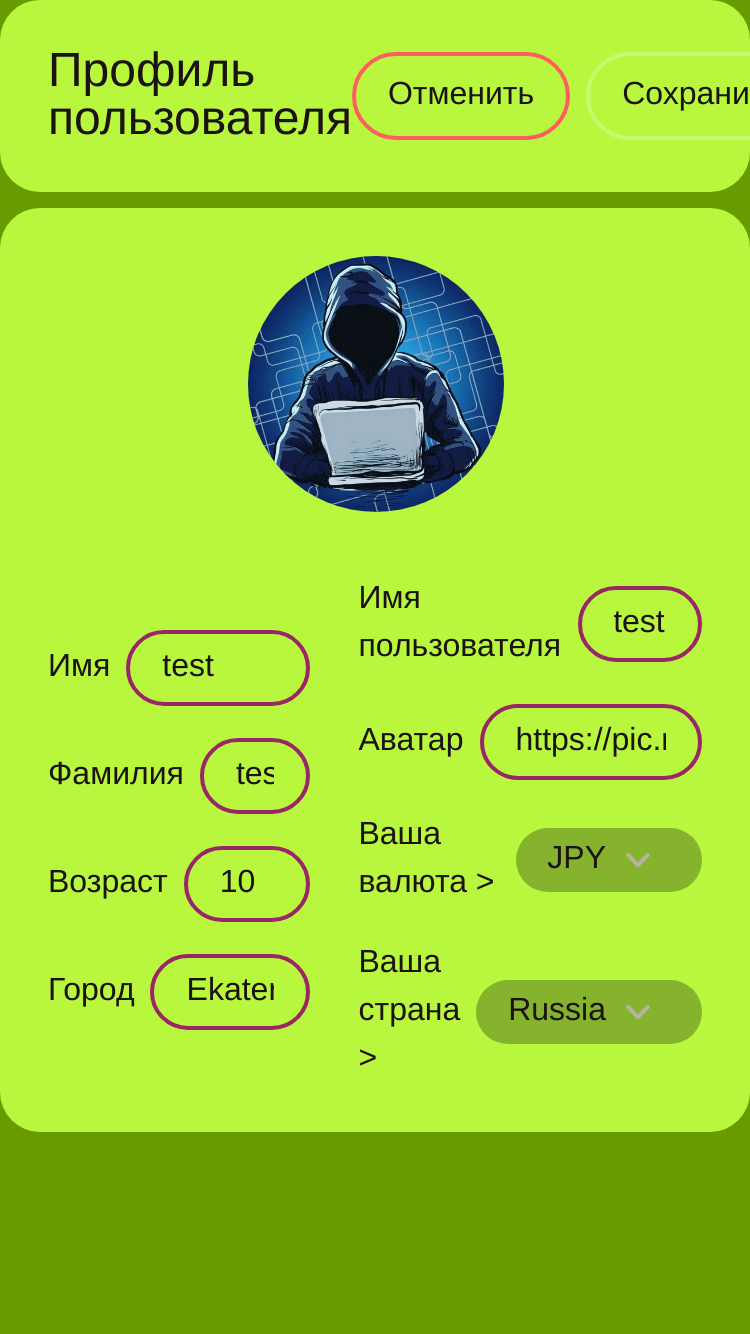 Профиль
пользователя
Отменить
Сохрани
Имя
test
Фамилия
tes
Возраст
10
Город
Ekater
Имя
пользователя
test
Аватар
https://pic.r
Ваша
валюта >
JPY
Ваша
страна
>
Russia